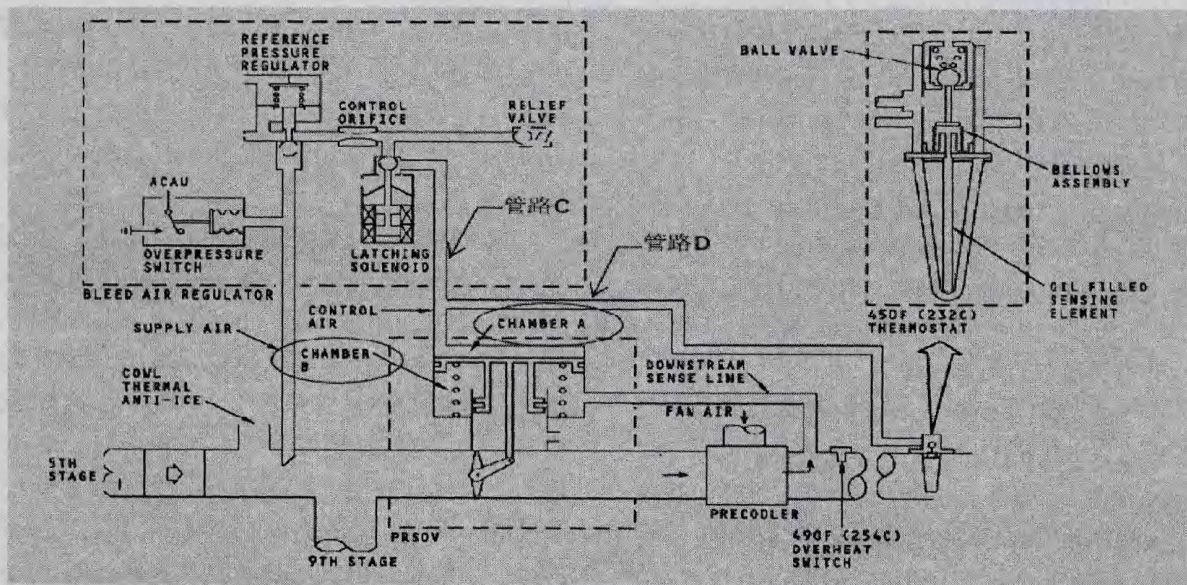 REFERENCE
PRESSURE
REGULATOR
CONTROL
ORIFICE
RELIEF
VALVE
ACAU
OVERPRESSURE
SWITCH
LATCHING
SOLENOID
BLEED AIR REGULATOR
管路C
管路D
BALL VALVE
BELLOWS
ASSEMBLY
OIL FILLED
SENSING
ELEMENT
450F (232C)
THERMOSTAT
SUPPLY AIR
CONTROL
AIR
CHAMBER A
CHAMBER
B
COWL
THERMAL
ANTI-ICE
DOWNSTREAM
SENSE LINE
FAN AIR
5TH
STAGE
9TH STAGE
PRSOV
PRECOOLER
490F (254C)
OVERHEAT
SWITCH